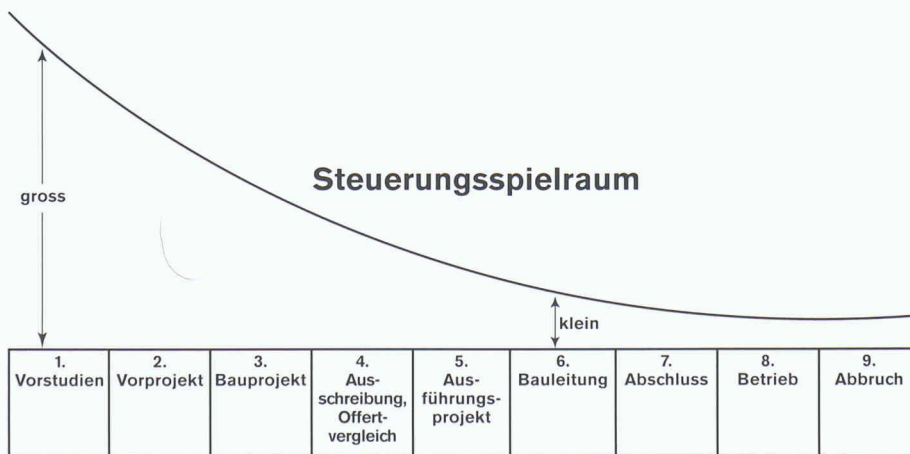 Steuerungsspielraum
gross
klein
1.
Vorstudien
2.
Vorprojekt
3.
Bauprojekt
4.
Aus-
schreibung,
Offert-
vergleich
5.
Aus-
führungs-
projekt
6.
Bauleitung
7.
Abschluss
8.
Betrieb
9.
Abbruch